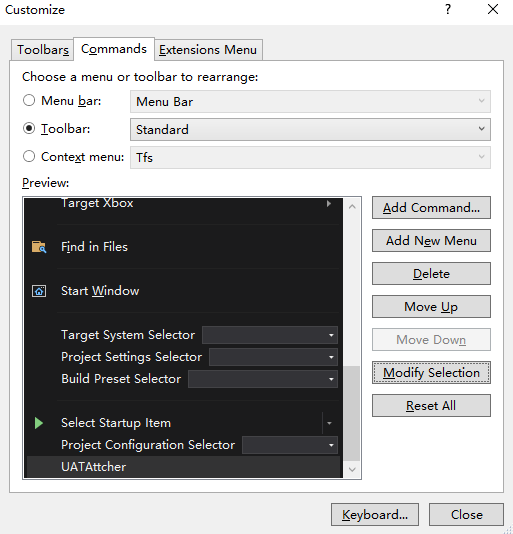 Customize
Toolbars
Commands
Extensions Menu
Choose a menu or toolbar to rearrange:
Menu bar:
Menu Bar
Toolbar:
Standard
Context menu:
Tfs
Preview:
Target Xbox
Find in Files
Start Window
Target System Selector
Project Settings Selector
Build Preset Selector
Select Startup Item
Project Configuration Selector
UATAttcher
Add Command...
Add New Menu
Delete
Move Up
Move Down
Modify Selection
Reset All
Keyboard...
Close